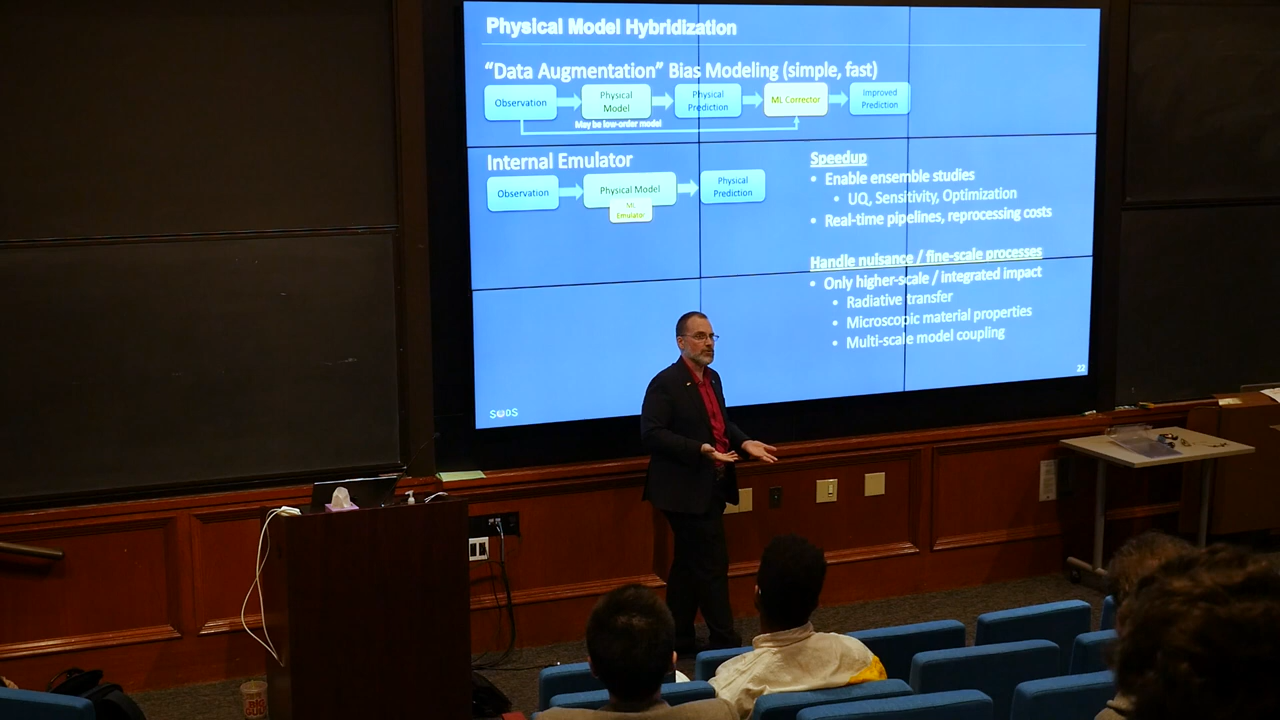 Physical Model Hybridization
“Data Augmentation” Bias Modeling (simple, fast)
Observation
Physical
Model
Physical
Prediction
ML Corrector
Improved
Prediction
May be low-order model
Internal Emulator
Observation
Physical Model
ML
Emulator
Physical
Prediction
Speedup
• Enable ensemble studies
• UQ, Sensitivity, Optimization
• Real-time pipelines, reprocessing costs
Handle nuisance / fine-scale processes
• Only higher-scale / Integrated impact
• Radiative transfer
• Microscopic material properties
• Multi-scale model coupling
22